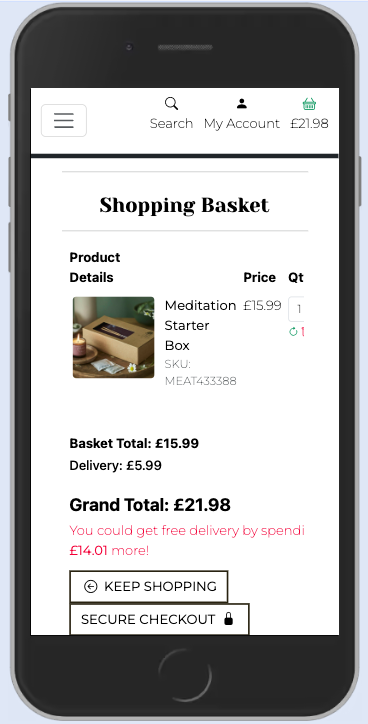 Search My Account £21.98
Shopping Basket
Product
Details Price Qt
Meditation £15.99 1
Starter
Box
SKU:
MEAT433388
Basket Total: £15.99
Delivery: £5.99
Grand Total: £21.98
You could get free delivery by spendi
£14.01 more!
KEEP SHOPPING
SECURE CHECKOUT